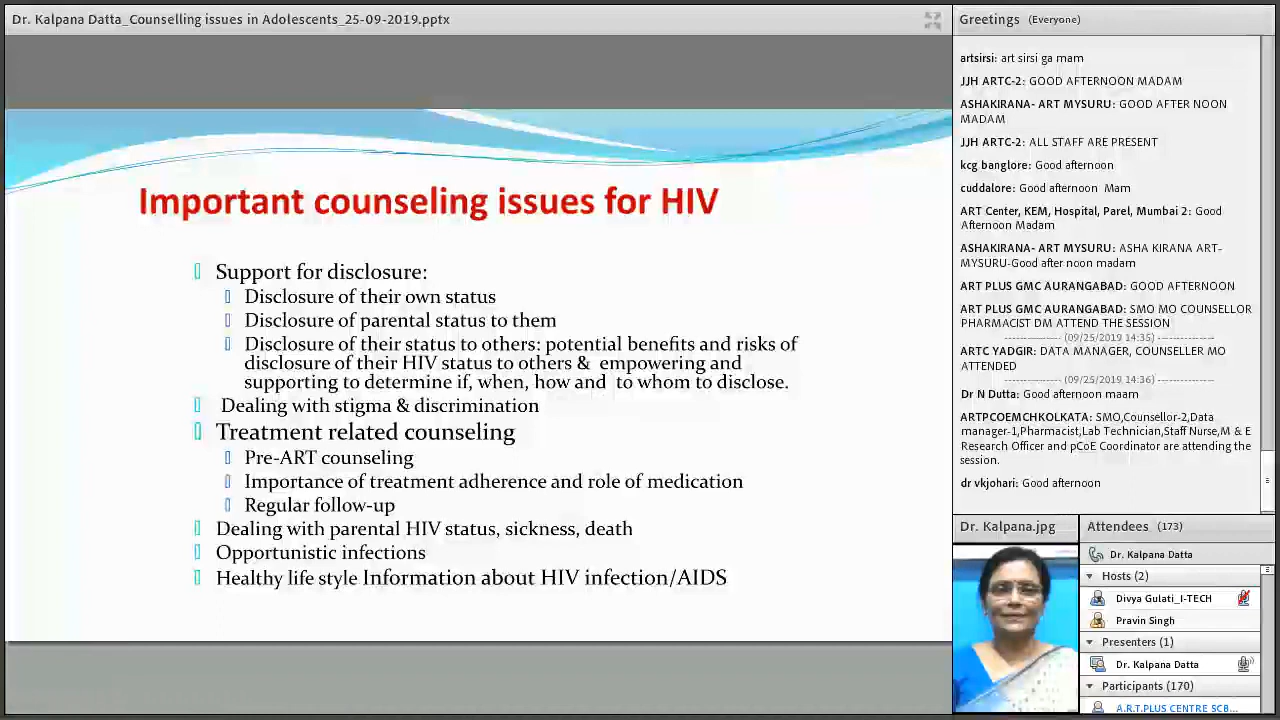 Dr. Kalpana Datta_Counselling issues in Adolescents_25-09-2019.pptx
Important counseling issues for HIV
Support for disclosure:
Disclosure of their own status
Disclosure of parental status to them
Disclosure of their status to others: potential benefits and risks of
disclosure of their HIV status to others & empowering and
supporting to determine if, when, how and to whom to disclose.
Dealing with stigma & discrimination
Treatment related counseling
Pre-ART counseling
Importance of treatment adherence and role of medication
Regular follow-up
Dealing with parental HIV status, sickness, death
Opportunistic infections
Healthy life style Information about HIV infection/AIDS
Greetings (Everyone)
artsirsi: art sirsi ga mam
JJH ARTC-2: GOOD AFTERNOON MADAM
ASHAKIRANA- ART MYSURU: GOOD AFTER NOON
MADAM
JJH ARTC-2: ALL STAFF ARE PRESENT
kcg banglore: Good afternoon
cuddalore: Good afternoon Mam
ART Center, KEM, Hospital, Parel, Mumbai 2: Good
Afternoon Madam
ASHAKIRANA- ART MYSURU: ASHA KIRANA ART-
MYSURU-Good after noon madam
ART PLUS GMC AURANGABAD: GOOD AFTERNOON
ART PLUS GMC AURANGABAD: SMO MO COUNSELLOR
PHARMACIST DM ATTEND THE SESSION
--------------- (09/25/2019 14:35) ---------------
ARTC YADGIR: DATA MANAGER, COUNSELLER MO
ATTENDED
--------------- (09/25/2019 14:36) ---------------
Dr N Dutta: Good afternoon maam
ARTPCOEMCHKOLKATA: SMO,Counsellor-2,Data
manager-1,Pharmacist,Lab Technician,Staff Nurse,M & E
Research Officer and pCoE Coordinator are attending the
session.
dr vkjohari: Good afternoon
Dr. Kalpana.jpg
Attendees (173)
Dr. Kalpana Datta
Hosts (2)
Divya Gulati_I-TECH
Pravin Singh
Presenters (1)
Dr. Kalpana Datta
Participants (170)
A.R.T.PLUS CENTRE SCB...